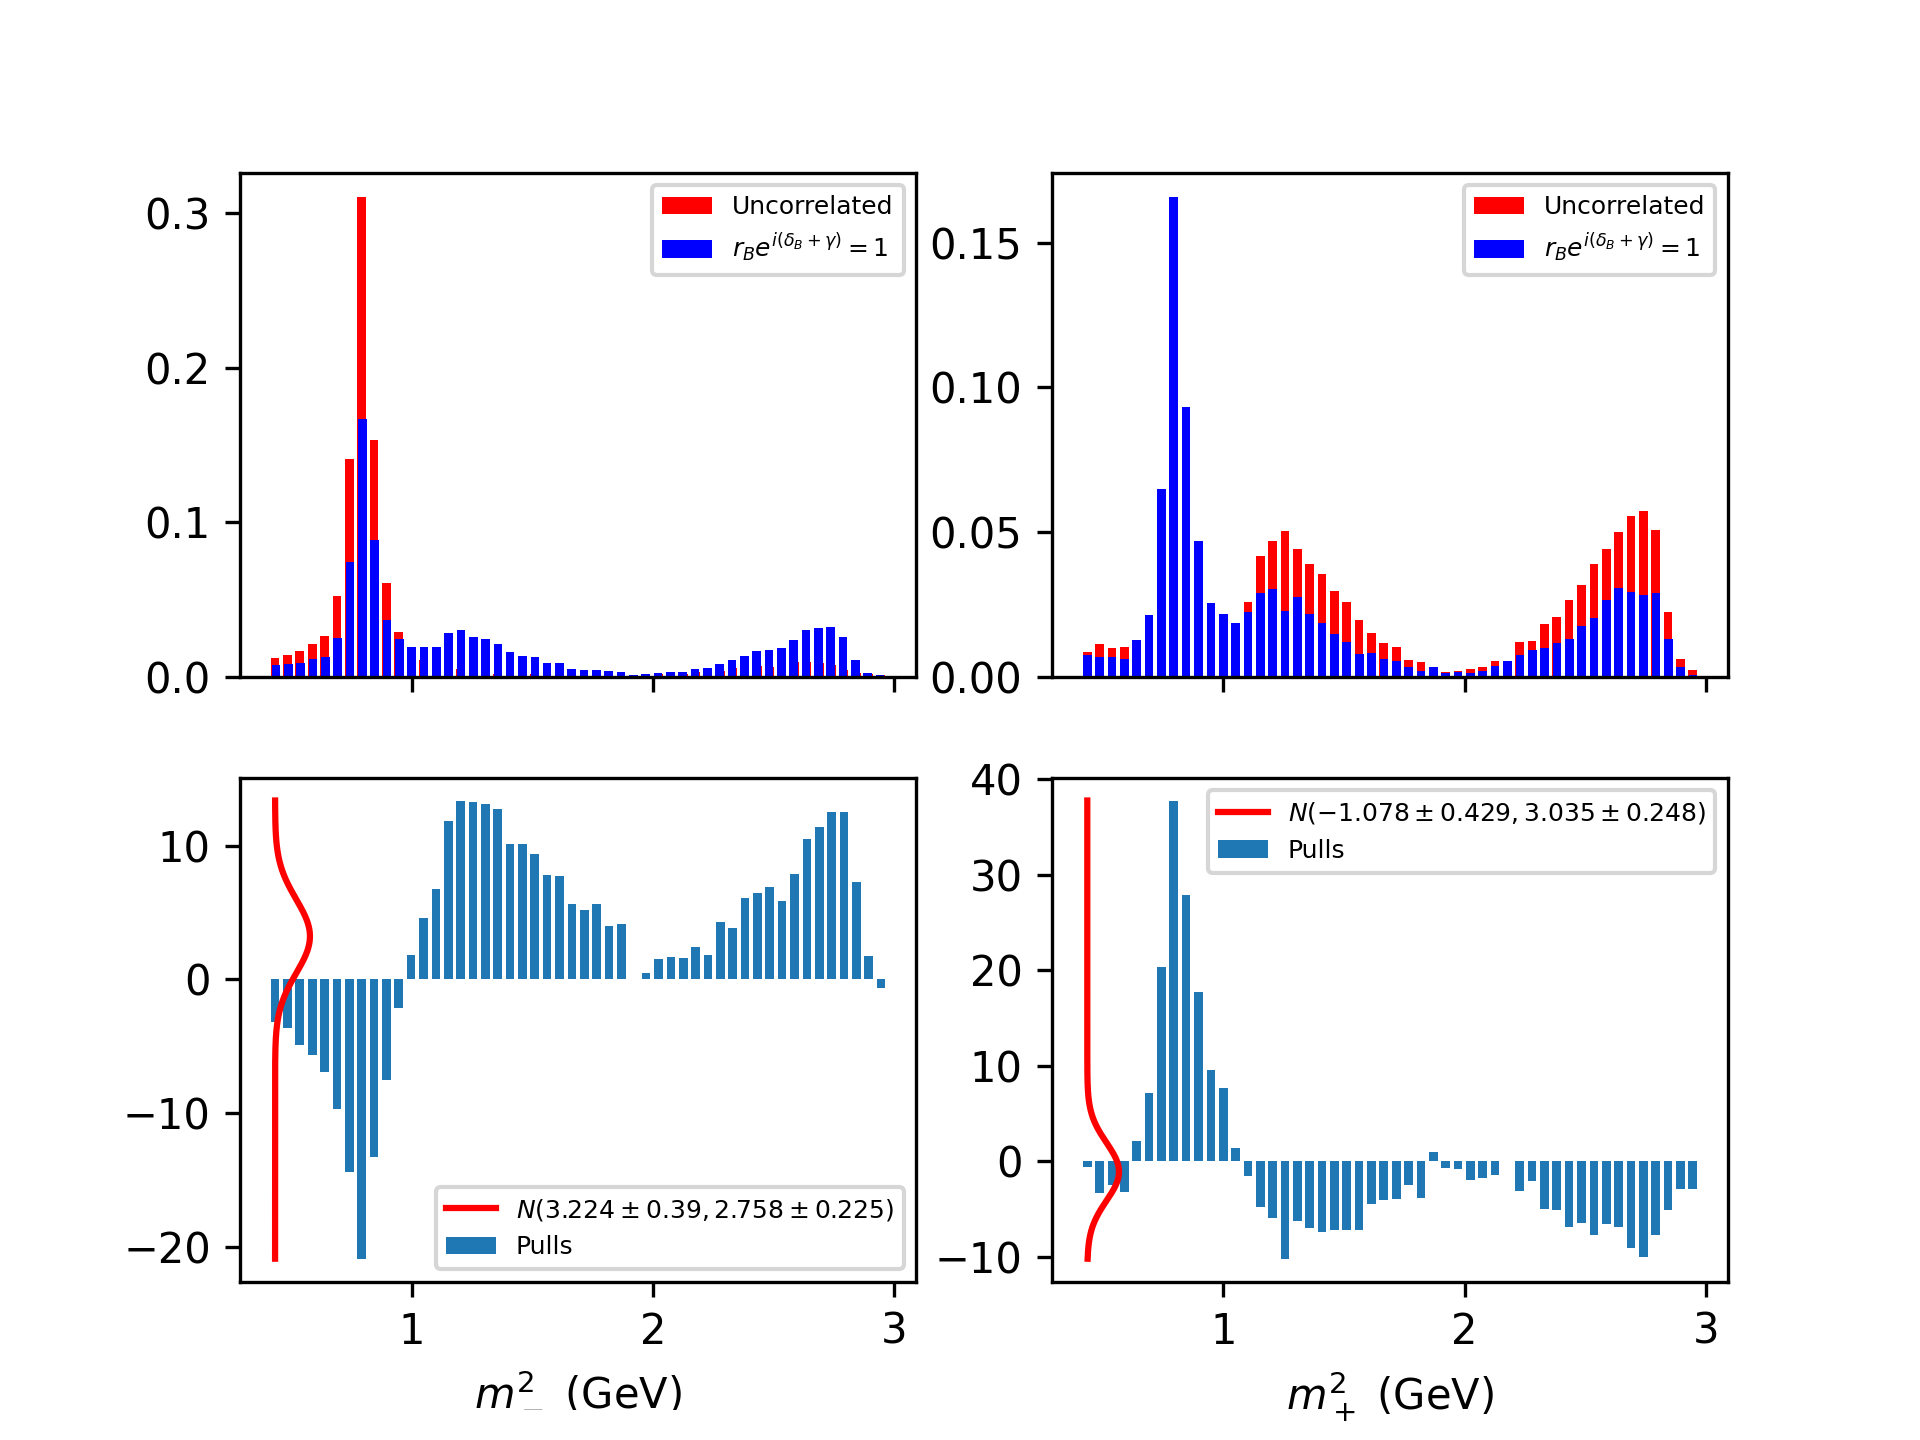 0.3
0.2
0.1
0.0
Uncorrelated
r_B e^{i(δ_B + γ)} = 1
0.15
0.10
0.05
0.00
Uncorrelated
r_B e^{i(δ_B + γ)} = 1
10
0
−10
−20
N(3.224 ± 0.39, 2.758 ± 0.225)
Pulls
1 2 3
m²₋ (GeV)
40
30
20
10
0
−10
N(−1.078 ± 0.429, 3.035 ± 0.248)
Pulls
1 2 3
m²₊ (GeV)